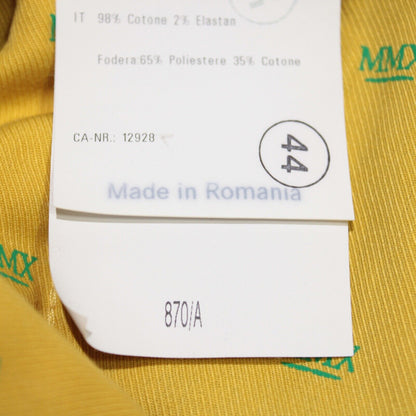 IT 98% Cotone 2% Elastan
Fodera:65% Poliestere 35% Cotone
MMX
CA-NR.: 12928
44
Made in Romania
MMX
870/A
MMX